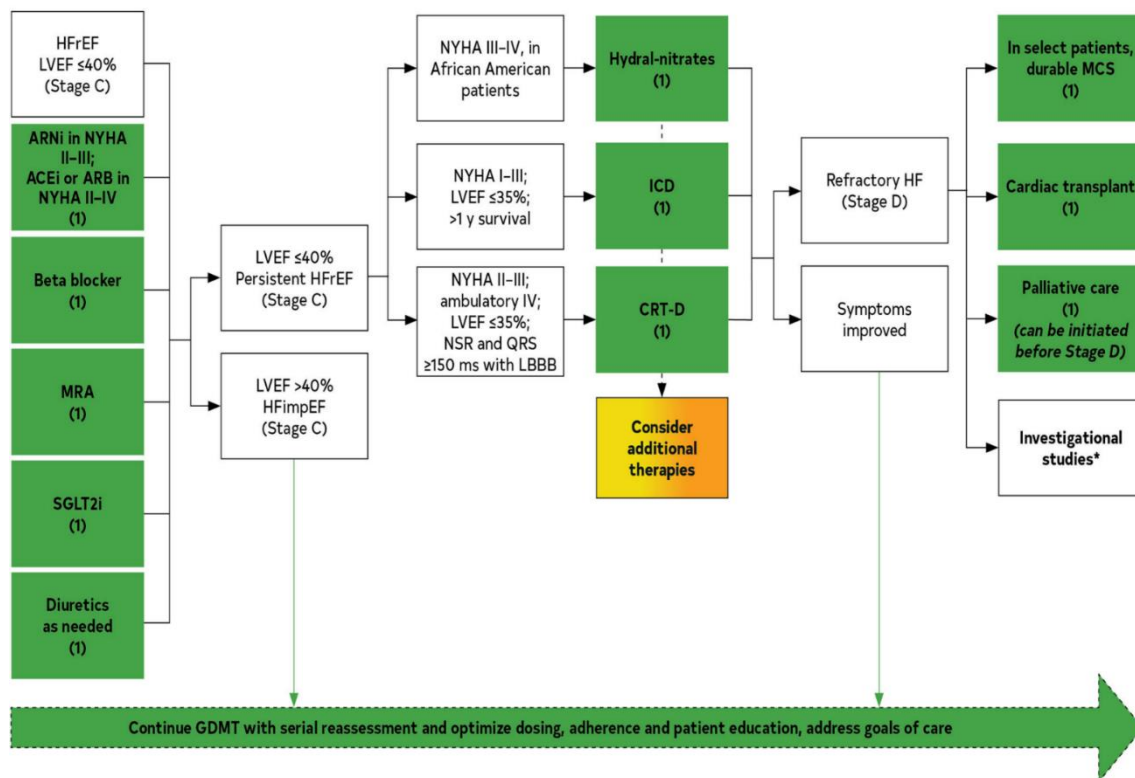 HFrEF
LVEF ≤40%
(Stage C)
ARNi in NYHA
II–III;
ACEi or ARB in
NYHA II–IV
(1)
Beta blocker
(1)
MRA
(1)
SGLT2i
(1)
Diuretics
as needed
(1)
LVEF ≤40%
Persistent HFrEF
(Stage C)
LVEF >40%
HFimpEF
(Stage C)
NYHA III–IV, in
African American
patients
NYHA I–III;
LVEF ≤35%;
>1 y survival
NYHA II–III;
ambulatory IV;
LVEF ≤35%;
NSR and QRS
≥150 ms with LBBB
Hydral-nitrates
(1)
ICD
(1)
CRT-D
(1)
Consider
additional
therapies
Refractory HF
(Stage D)
Symptoms
improved
In select patients,
durable MCS
(1)
Cardiac transplant
(1)
Palliative care
(1)
(can be initiated
before Stage D)
Investigational
studies*
Continue GDMT with serial reassessment and optimize dosing, adherence and patient education, address goals of care